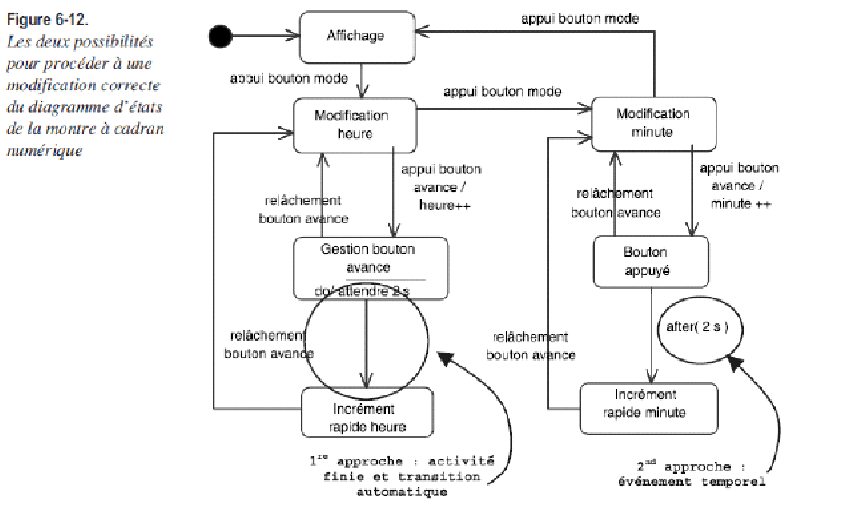 Figure 6-12.
Les deux possibilités
pour procéder à une
modification correcte
du diagramme d'états
de la montre à cadran
numérique
appui bouton mode
Affichage
appui bouton mode
appui bouton mode
Modification
heure
Modification
minute
appui bouton
avance /
heure++
appui bouton
avance /
minute ++
relâchement
bouton avance
relâchement
bouton avance
Gestion bouton
avance
do/ attendre 2 s
Bouton
appuyé
relâchement
bouton avance
relâchement
bouton avance
after( 2 s )
Incrément
rapide heure
Incrément
rapide minute
1re approche : activité
finie et transition
automatique
2nd approche :
événement temporel